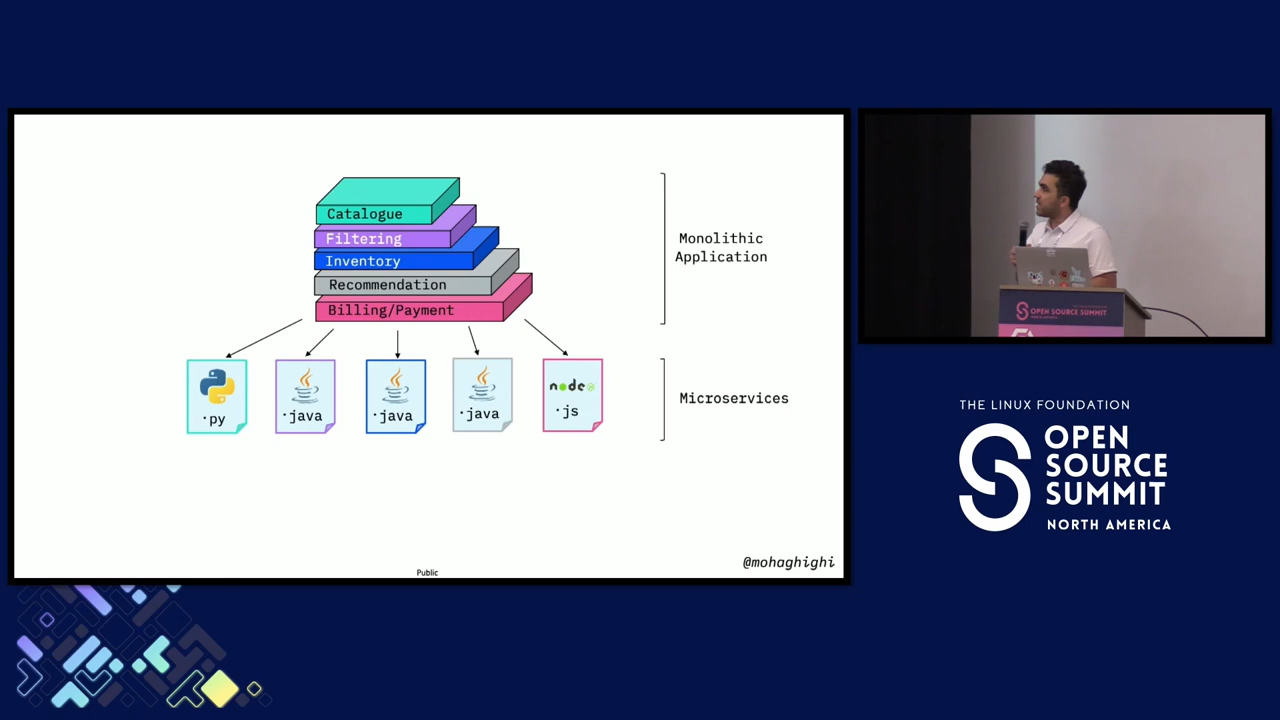 Catalogue
Filtering
Inventory
Recommendation
Billing/Payment
Monolithic
Application
.py
.java
.java
.java
node
.js
Microservices
@mohaghighi
Public
OPEN SOURCE SUMMIT
THE LINUX FOUNDATION
OPEN
SOURCE
SUMMIT
NORTH AMERICA